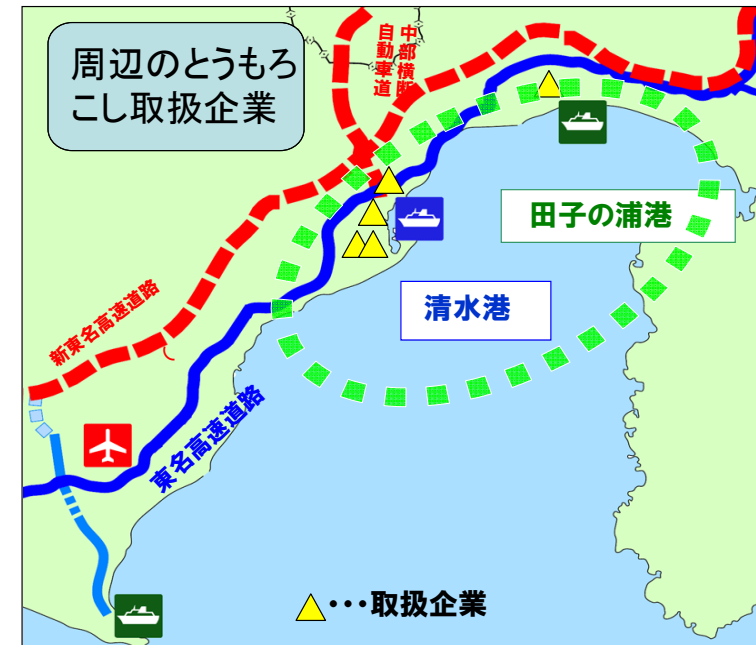 周辺のとうもろ
こし取扱企業
中部横断
自動車道
田子の浦港
清水港
新東名高速道路
東名高速道路
･･･取扱企業